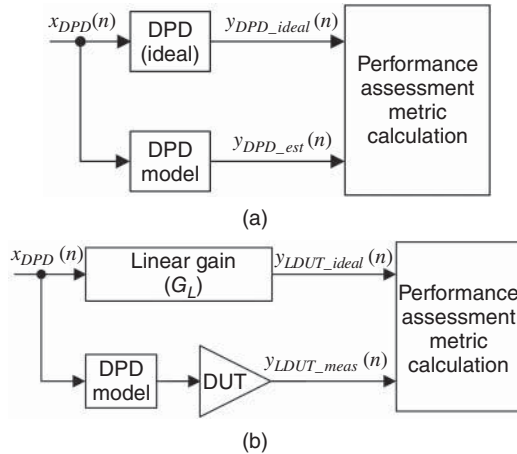 x_DPD(n)
DPD
(ideal)
y_DPD_ideal(n)
Performance
assessment
metric
calculation
DPD
model
y_DPD_est(n)
(a)
x_DPD (n)
Linear gain
(G_L)
y_LDUT_ideal(n)
Performance
assessment
metric
calculation
DPD
model
DUT
y_LDUT_meas(n)
(b)